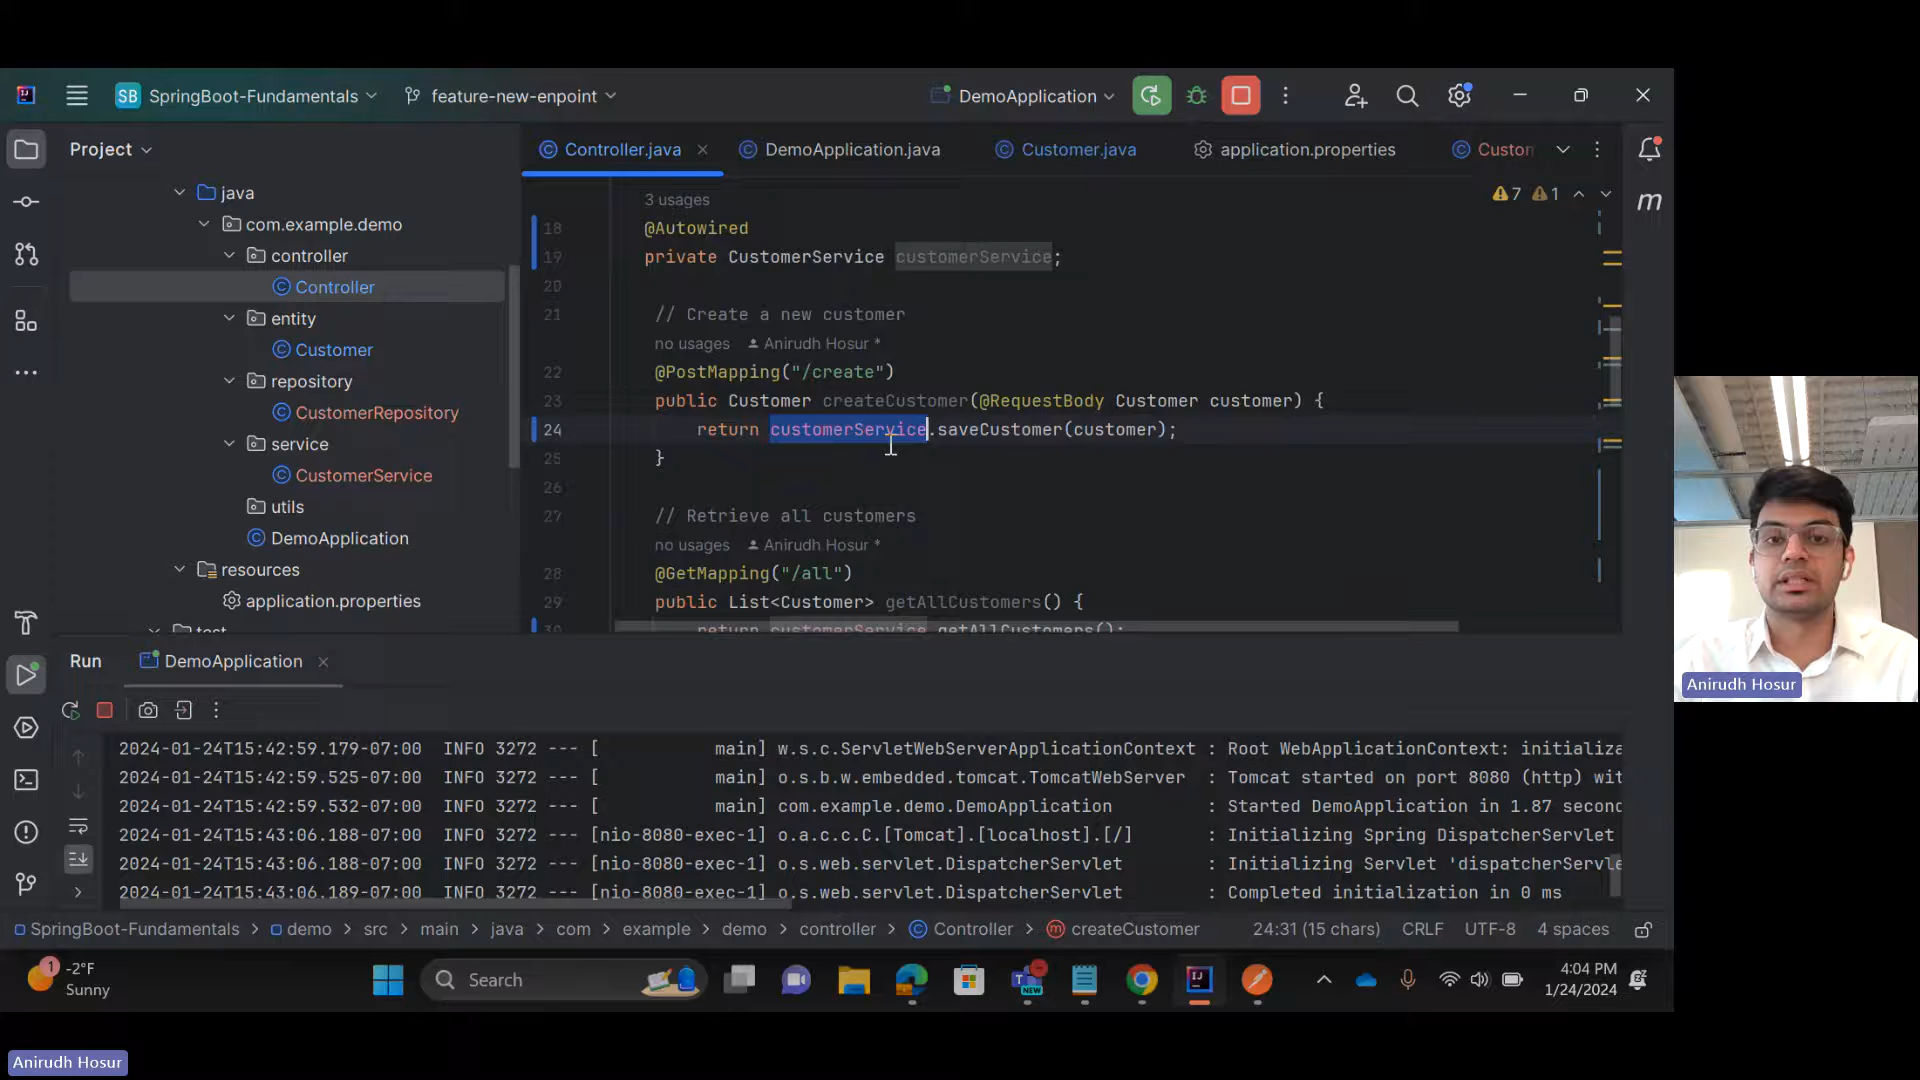 SB SpringBoot-Fundamentals feature-new-enpoint DemoApplication
Project
Controller.java DemoApplication.java Customer.java application.properties Custon
java
com.example.demo
controller
Controller
entity
Customer
repository
CustomerRepository
service
CustomerService
utils
DemoApplication
resources
application.properties
test
3 usages
7 1
m
18 @Autowired
19 private CustomerService customerService;
20
21 // Create a new customer
no usages Anirudh Hosur *
22 @PostMapping("/create")
23 public Customer createCustomer(@RequestBody Customer customer) {
24 return customerService.saveCustomer(customer);
25 }
26
27 // Retrieve all customers
no usages Anirudh Hosur *
28 @GetMapping("/all")
29 public List<Customer> getAllCustomers() {
30 return customerService.getAllCustomers();
Run DemoApplication
2024-01-24T15:42:59.179-07:00 INFO 3272 --- [ main] w.s.c.ServletWebServerApplicationContext : Root WebApplicationContext: initializa
2024-01-24T15:42:59.525-07:00 INFO 3272 --- [ main] o.s.b.w.embedded.tomcat.TomcatWebServer : Tomcat started on port 8080 (http) wit
2024-01-24T15:42:59.532-07:00 INFO 3272 --- [ main] com.example.demo.DemoApplication : Started DemoApplication in 1.87 second
2024-01-24T15:43:06.188-07:00 INFO 3272 --- [nio-8080-exec-1] o.a.c.c.C.[Tomcat].[localhost].[/] : Initializing Spring DispatcherServlet
2024-01-24T15:43:06.188-07:00 INFO 3272 --- [nio-8080-exec-1] o.s.web.servlet.DispatcherServlet : Initializing Servlet 'dispatcherServle
2024-01-24T15:43:06.189-07:00 INFO 3272 --- [nio-8080-exec-1] o.s.web.servlet.DispatcherServlet : Completed initialization in 0 ms
SpringBoot-Fundamentals > demo > src > main > java > com > example > demo > controller > Controller > createCustomer 24:31 (15 chars) CRLF UTF-8 4 spaces
1 -2°F
Sunny
Search
NEW
4:04 PM
1/24/2024
Anirudh Hosur
Anirudh Hosur